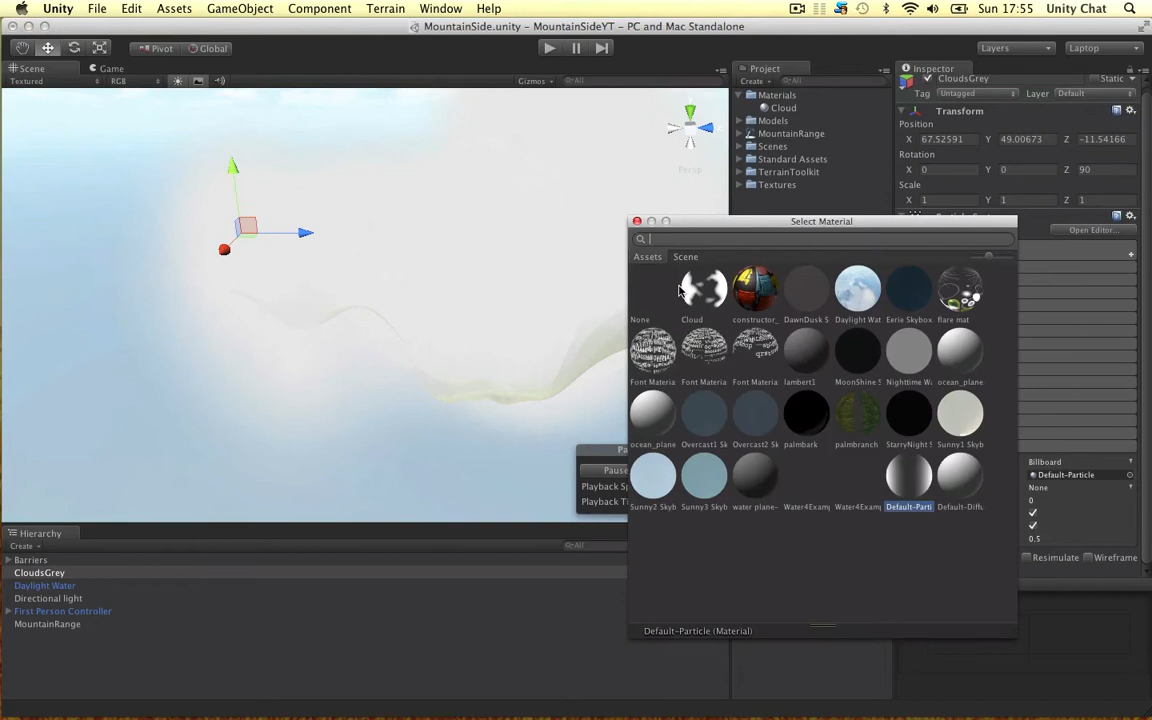 Unity File Edit Assets GameObject Component Terrain Window Help Sun 17:55 Unity Chat
MountainSide.unity - MountainSideYT - PC and Mac Standalone
Pivot Global Layers Laptop
Scene Game Project Inspector
Textured RGB Gizmos All Create All
CloudsGrey Static
Tag Untagged Layer Default
Materials
Cloud
Models
MountainRange
Scenes
Standard Assets
TerrainToolkit
Textures
Transform
Position
X 67.52591 Y 49.00673 Z -11.54166
Rotation
X 0 Y 0 Z 90
Scale
X 1 Y 1 Z 1
Open Editor...
Persp
Select Material
Assets Scene
None Cloud constructor_ DawnDusk S Daylight Wat Eerie Skybox flare mat
Font Materia Font Materia Font Materia lambert1 MoonShine S Nighttime Wa ocean_plane
ocean_plane Overcast1 Sk Overcast2 Sk palmbark palmbranch StarryNight S Sunny1 Skyb
Sunny2 Skyb Sunny3 Skyb water plane- Water4Examp Water4Examp Default-Parti Default-Diffu
Default-Particle (Material)
Pa
Pause
Playback Sp
Playback Ti
Billboard
Default-Particle
None
0
0.5
Resimulate Wireframe
Hierarchy
Create All
Barriers
CloudsGrey
Daylight Water
Directional light
First Person Controller
MountainRange